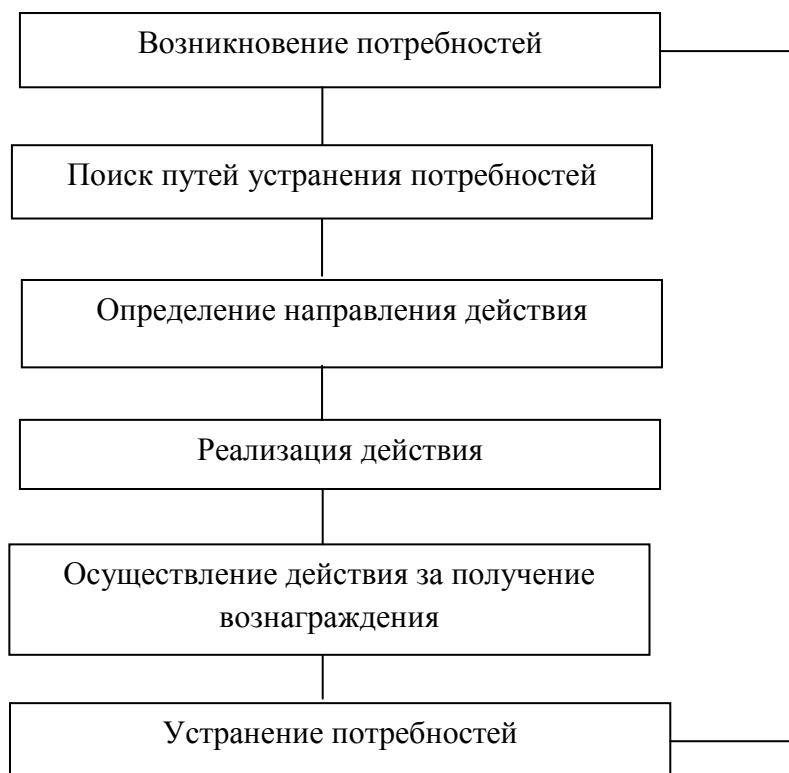 Возникновение потребностей
Поиск путей устранения потребностей
Определение направления действия
Реализация действия
Осуществление действия за получение
вознаграждения
Устранение потребностей